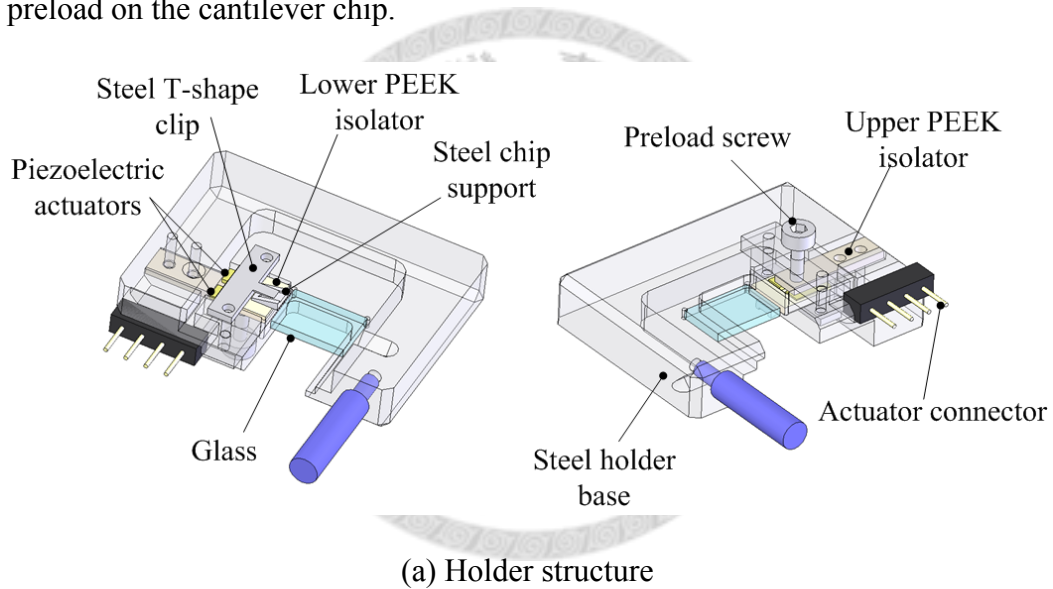 preload on the cantilever chip.
Steel T-shape
clip
Lower PEEK
isolator
Steel chip
support
Piezoelectric
actuators
Glass
Preload screw
Upper PEEK
isolator
Actuator connector
Steel holder
base
(a) Holder structure